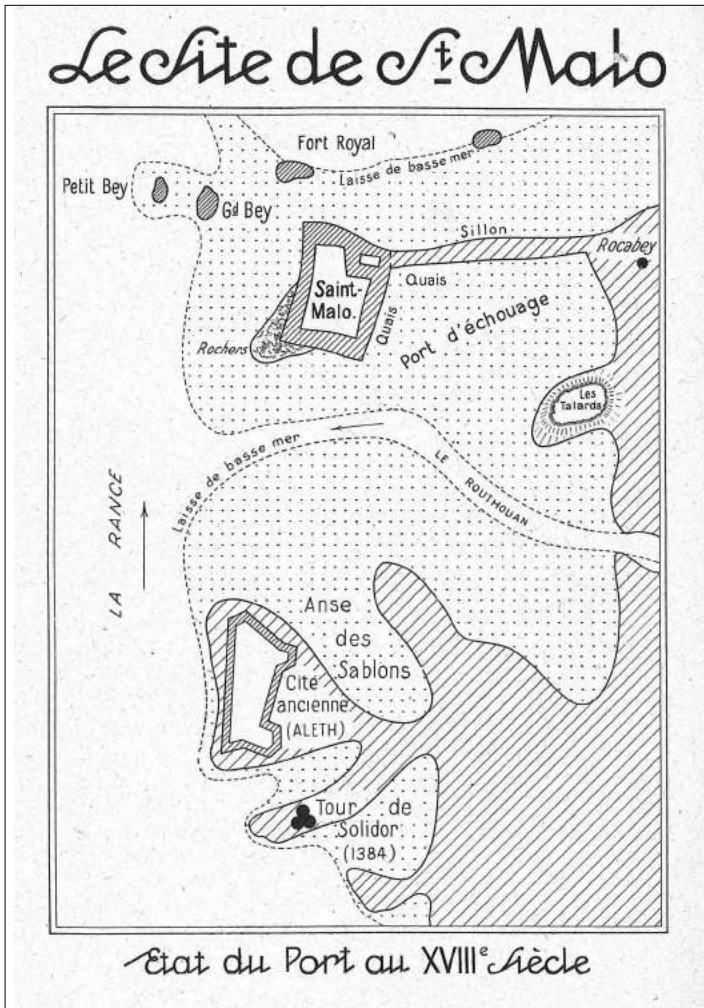 Le Site de St Malo
Fort Royal
Laisse de basse mer
Petit Bey
Gd Bey
Sillon
Rocabey
Saint-
Malo.
Quais
Quais
Port d'échouage
Rochers
Les
Talards
Laisse de basse mer
LE ROUTHOUAN
LA RANCE
Anse
des
Sablons
Cité
ancienne
(ALETH)
Tour de
Solidor
(1384)
Etat du Port au XVIIIe Siècle